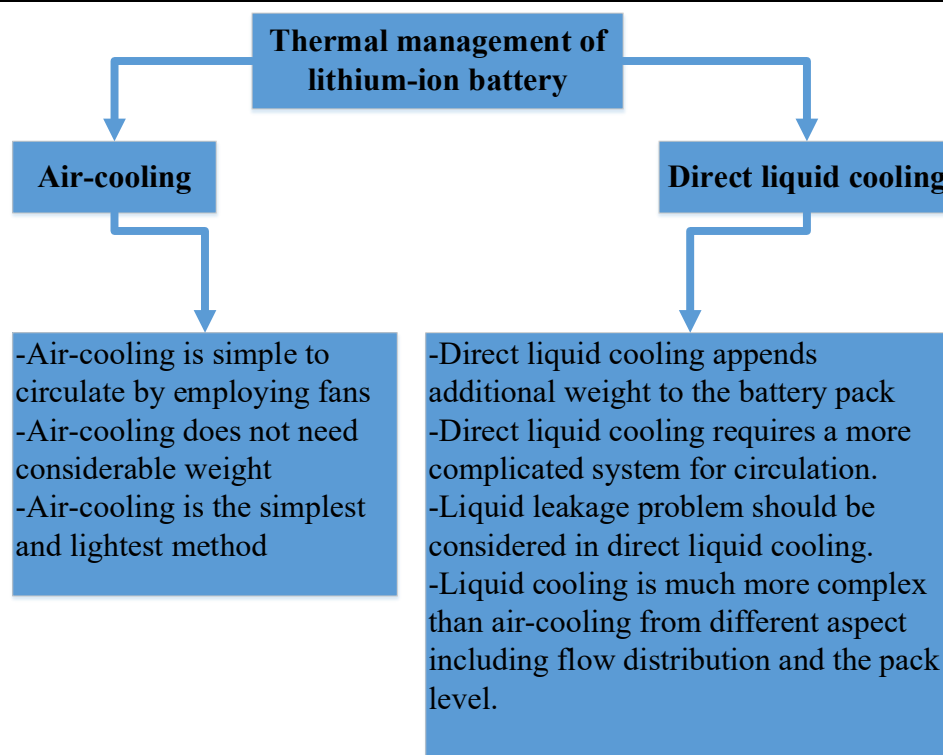 Thermal management of
lithium-ion battery
Air-cooling
Direct liquid cooling
-Air-cooling is simple to
circulate by employing fans
-Air-cooling does not need
considerable weight
-Air-cooling is the simplest
and lightest method
-Direct liquid cooling appends
additional weight to the battery pack
-Direct liquid cooling requires a more
complicated system for circulation.
-Liquid leakage problem should be
considered in direct liquid cooling.
-Liquid cooling is much more complex
than air-cooling from different aspect
including flow distribution and the pack
level.